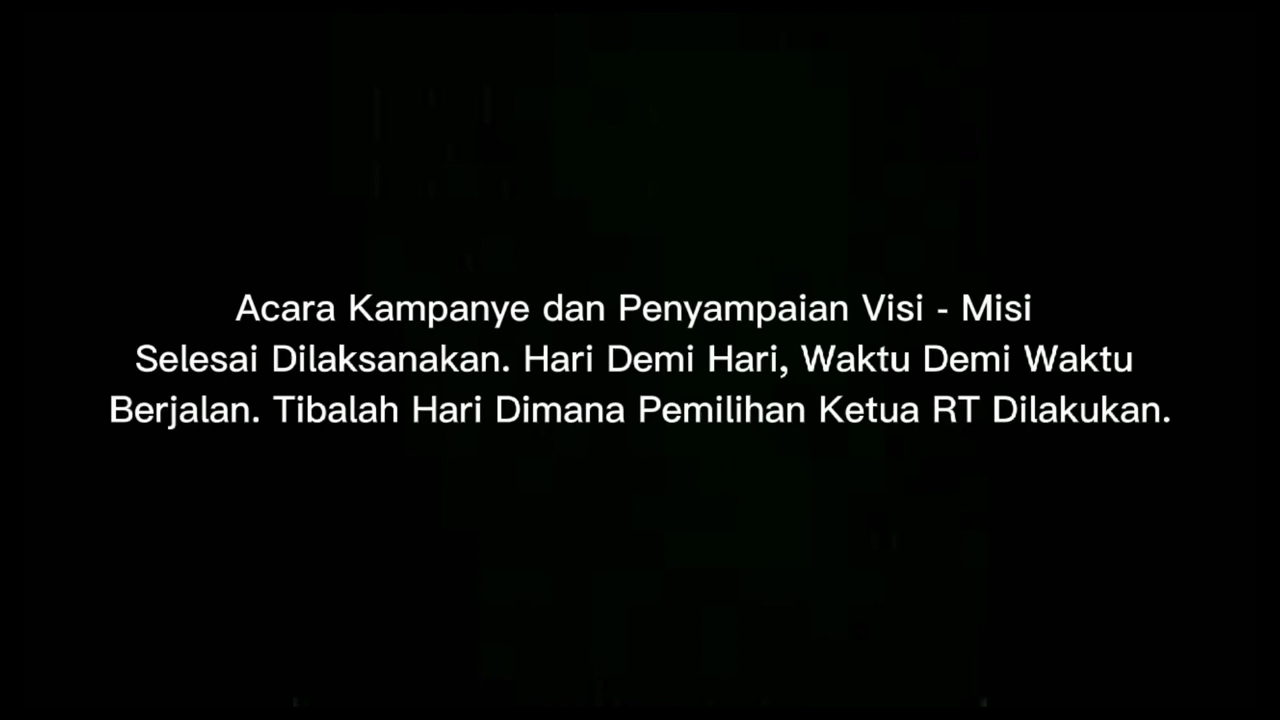 Acara Kampanye dan Penyampaian Visi - Misi
Selesai Dilaksanakan. Hari Demi Hari, Waktu Demi Waktu
Berjalan. Tibalah Hari Dimana Pemilihan Ketua RT Dilakukan.